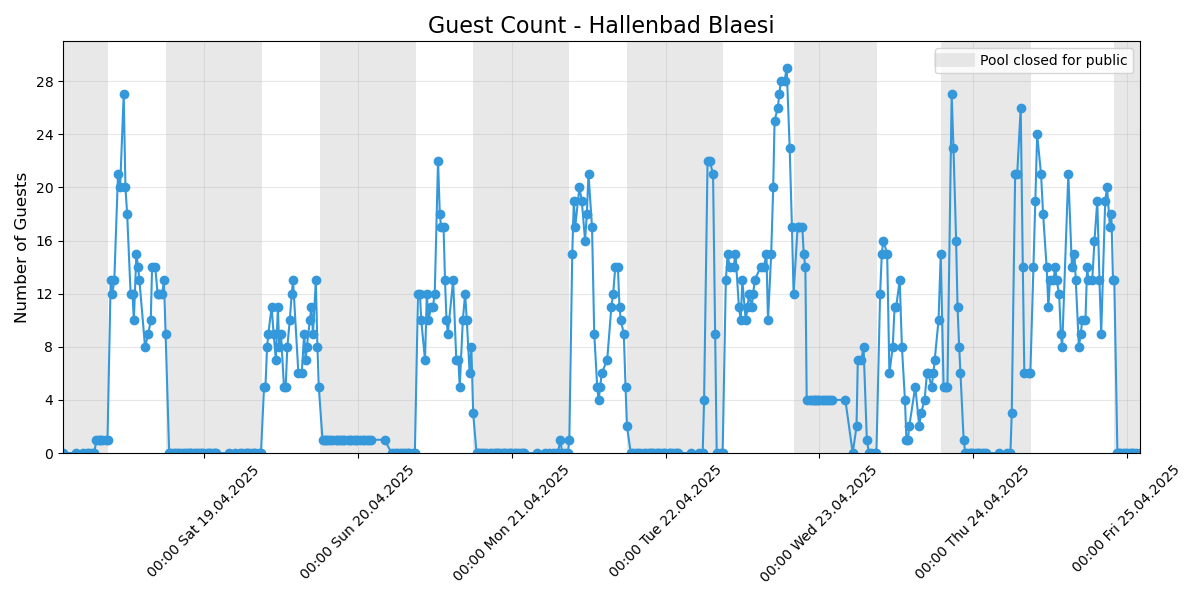 Guest Count - Hallenbad Blaesi
Pool closed for public
Number of Guests
28
24
20
16
12
8
4
0
00:00 Sat 19.04.2025
00:00 Sun 20.04.2025
00:00 Mon 21.04.2025
00:00 Tue 22.04.2025
00:00 Wed 23.04.2025
00:00 Thu 24.04.2025
00:00 Fri 25.04.2025